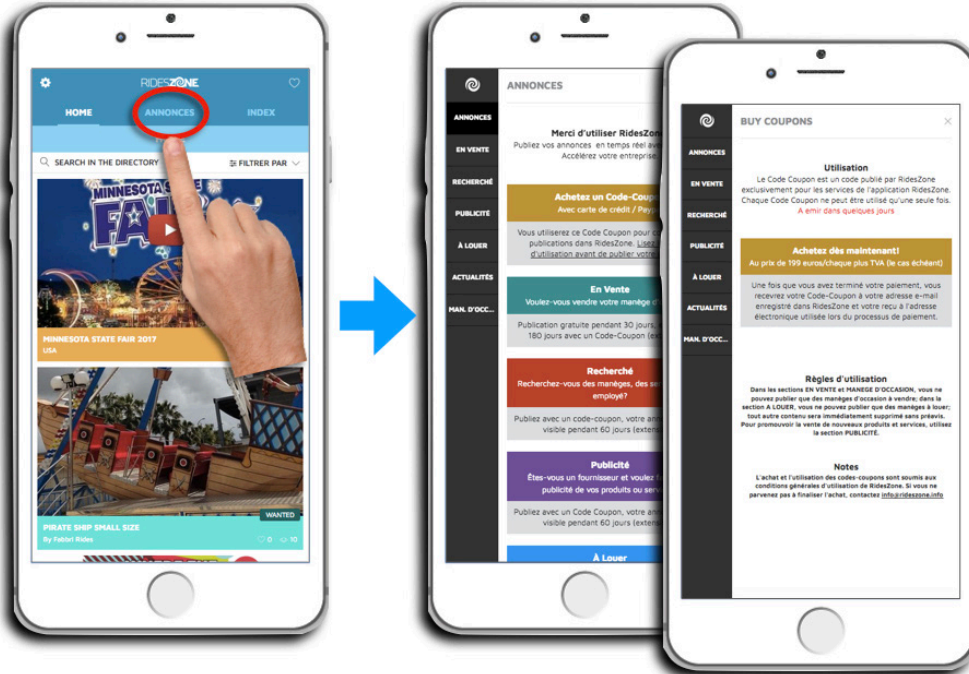 RIDESZONE
HOME ANNONCES INDEX
SEARCH IN THE DIRECTORY FILTRER PAR
MINNESOTA STATE
FAIR
MINNESOTA STATE FAIR 2017
USA
WANTED
PIRATE SHIP SMALL SIZE
By Fabbri Rides 0 10
ANNONCES
ANNONCES
EN VENTE
RECHERCHÉ
PUBLICITÉ
À LOUER
ACTUALITÉS
MAN. D'OCC...
Merci d'utiliser RidesZone
Publiez vos annonces en temps réel
Accélérez votre entreprise
Achetez un Code-Coupo
Avec carte de crédit /
Vous utiliserez ce Code Coupon pour
publications dans RidesZone. Lisez
d'utilisation avant de publier votre
En Vente
Voulez-vous vendre votre manège
Publication gratuite pendant 30 jours,
180 jours avec un Code-Coupon
Recherché
Recherchez-vous des manèges, des
employé?
Publiez avec un code-coupon, votre
visible pendant 60 jours
Publicité
Êtes-vous un fournisseur et voulez
publicité de vos produits ou
Publiez avec un Code Coupon, votre
visible pendant 60 jours
À Louer
BUY COUPONS
ANNONCES
EN VENTE
RECHERCHÉ
PUBLICITÉ
À LOUER
ACTUALITÉS
MAN. D'OCC...
Utilisation
Le Code Coupon est un code publié par RidesZone
exclusivement pour les services de l'application RidesZone.
Chaque Code Coupon ne peut être utilisé qu'une seule fois.
A emir dans quelques jours
Achetez dès maintenant!
Au prix de 199 euros/chaque plus TVA (le cas échéant)
Une fois que vous avez terminé votre paiement, vous
recevrez votre Code-Coupon à votre adresse e-mail
enregistré dans RidesZone et votre reçu à l'adresse
électronique utilisée lors du processus de paiement.
Règles d'utilisation
Dans les sections EN VENTE et MANEGE D'OCCASION, vous ne
pouvez publier que des manèges d'occasion à vendre; dans la
section A LOUER, vous ne pouvez publier que des manèges à louer;
tout autre contenu sera immédiatement supprimé sans préavis.
Pour promouvoir la vente de nouveaux produits et services, utilisez
la section PUBLICITÉ.
Notes
L'achat et l'utilisation des codes-coupons sont soumis aux
conditions générales d'utilisation de RidesZone. Si vous ne
parvenez pas à finaliser l'achat, contactez info@rideszone.info